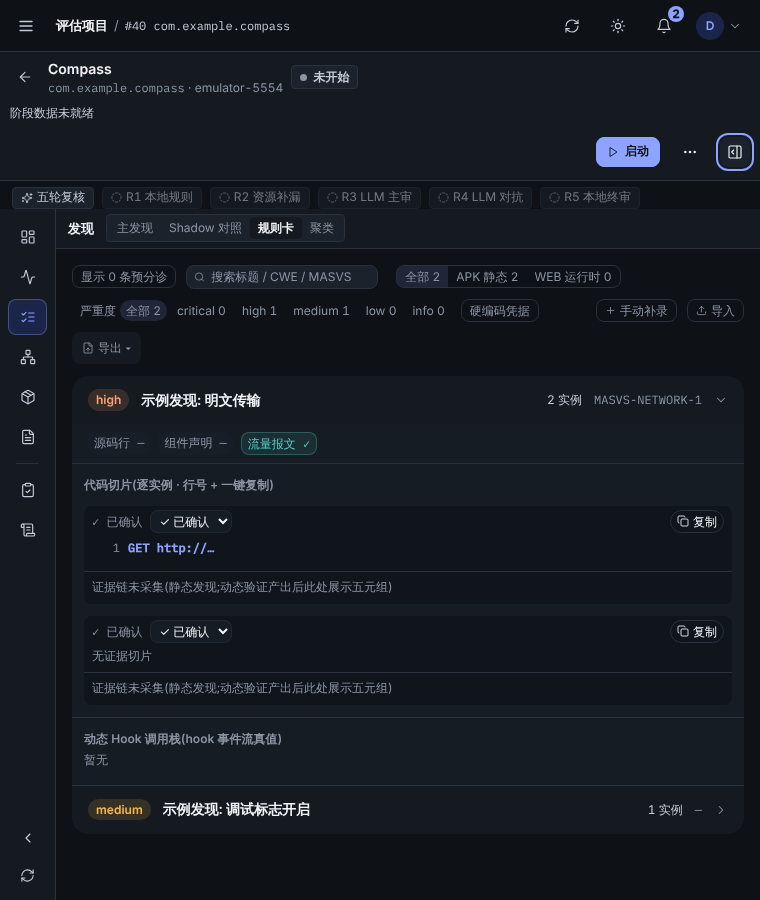 评估项目 / #40 com.example.compass
2
D
Compass
com.example.compass · emulator-5554
未开始
阶段数据未就绪
启动
五轮复核 R1 本地规则 R2 资源补漏 R3 LLM 主审 R4 LLM 对抗 R5 本地终审
发现 主发现 Shadow 对照 规则卡 聚类
显示 0 条预分诊 搜索标题 / CWE / MASVS 全部 2 APK 静态 2 WEB 运行时 0
严重度 全部 2 critical 0 high 1 medium 1 low 0 info 0 硬编码凭据 手动补录 导入
导出
high 示例发现: 明文传输 2 实例 MASVS-NETWORK-1
源码行 — 组件声明 — 流量报文 ✓
代码切片(逐实例 · 行号 + 一键复制)
✓ 已确认 ✓ 已确认 复制
1 GET http://…
证据链未采集(静态发现;动态验证产出后此处展示五元组)
✓ 已确认 ✓ 已确认 复制
无证据切片
证据链未采集(静态发现;动态验证产出后此处展示五元组)
动态 Hook 调用栈(hook 事件流真值)
暂无
medium 示例发现: 调试标志开启 1 实例 —